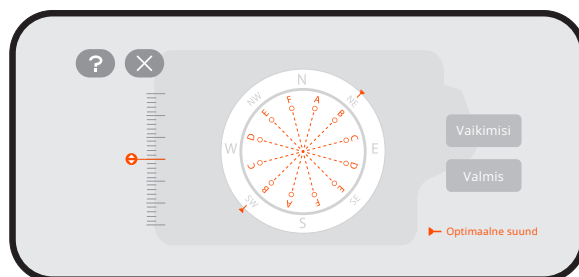 ?
N
NW
NE
F A
E B
D C
W E
C D
B E
A F
SW SE
S
Vaikimisi
Valmis
Optimaalne suund